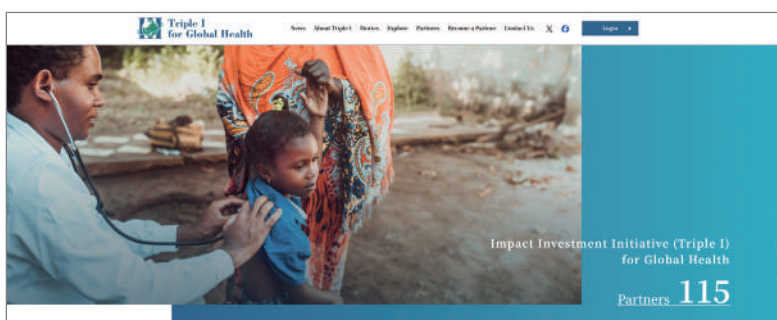 Triple I
for Global Health
News About Triple I Stories Explore Partners Become a Partner Contact Us Login
Impact Investment Initiative (Triple I)
for Global Health
Partners 115